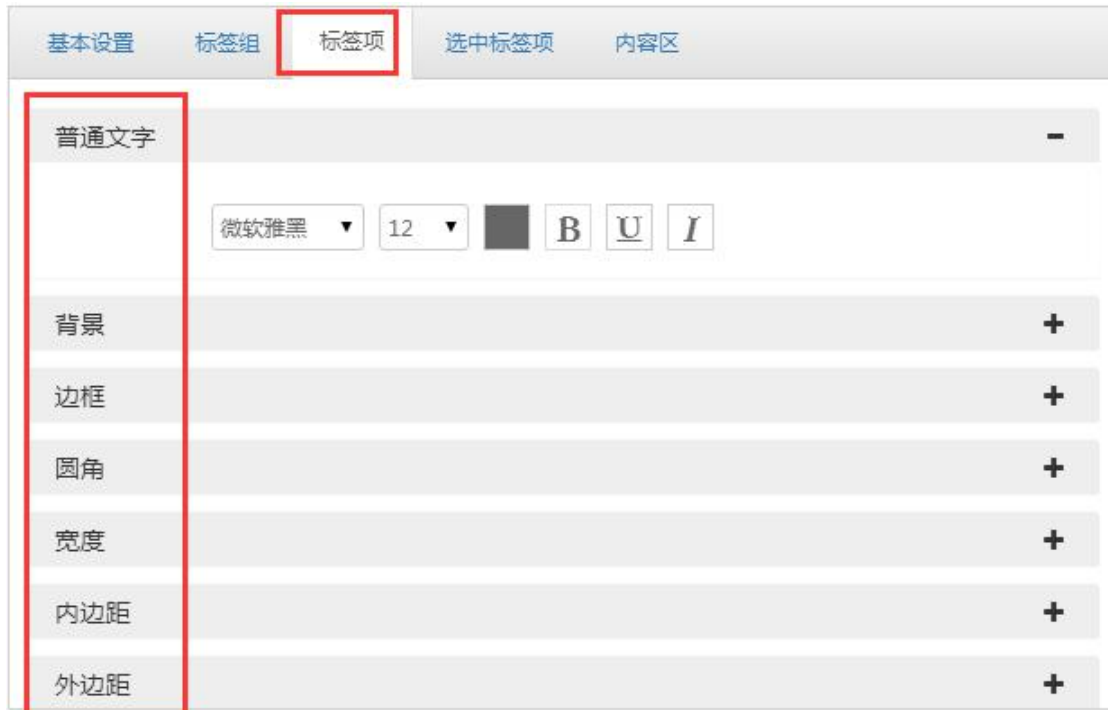 基本设置 标签组 标签项 选中标签项 内容区
普通文字
微软雅黑 12 B U I
背景
边框
圆角
宽度
内边距
外边距